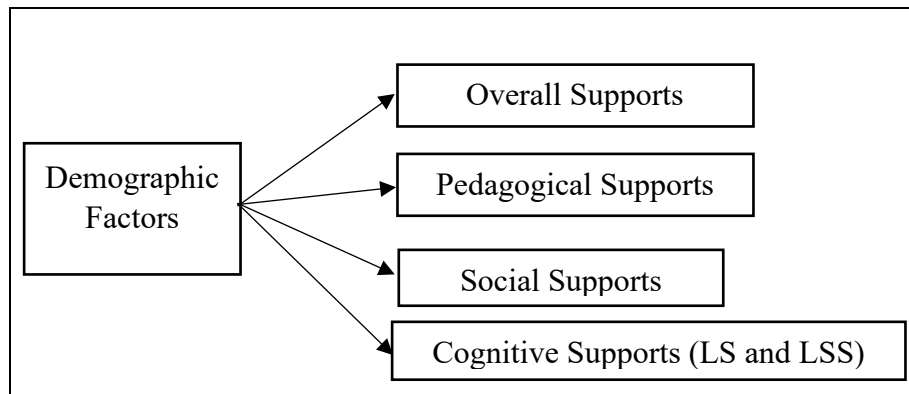 Overall Supports
Demographic
Factors
Pedagogical Supports
Social Supports
Cognitive Supports (LS and LSS)